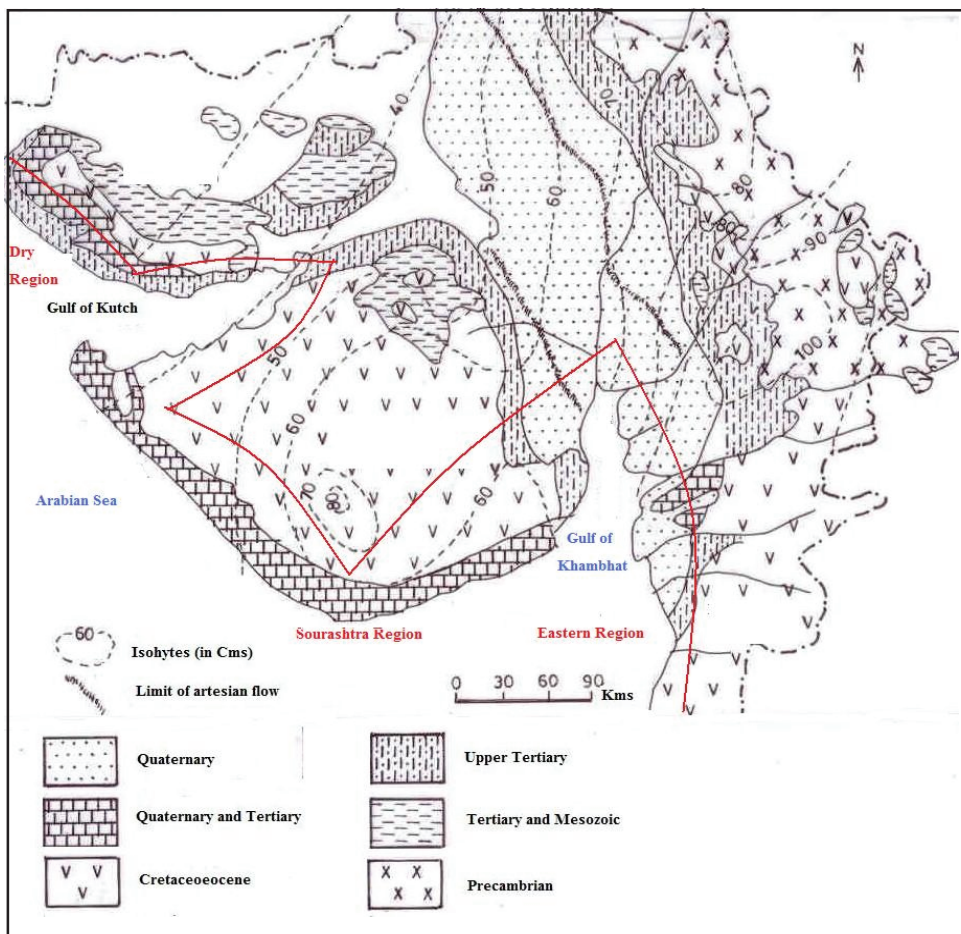 N
40
50
60
70
80
80
90
100
Dry
Region
Gulf of Kutch
50
60
70
80
60
Arabian Sea
Gulf of
Khambhat
Sourashtra Region
Eastern Region
60
Isohytes (in Cms)
Limit of artesian flow
0 30 60 90 Kms
Quaternary
Upper Tertiary
Quaternary and Tertiary
Tertiary and Mesozoic
Cretaceoeocene
Precambrian